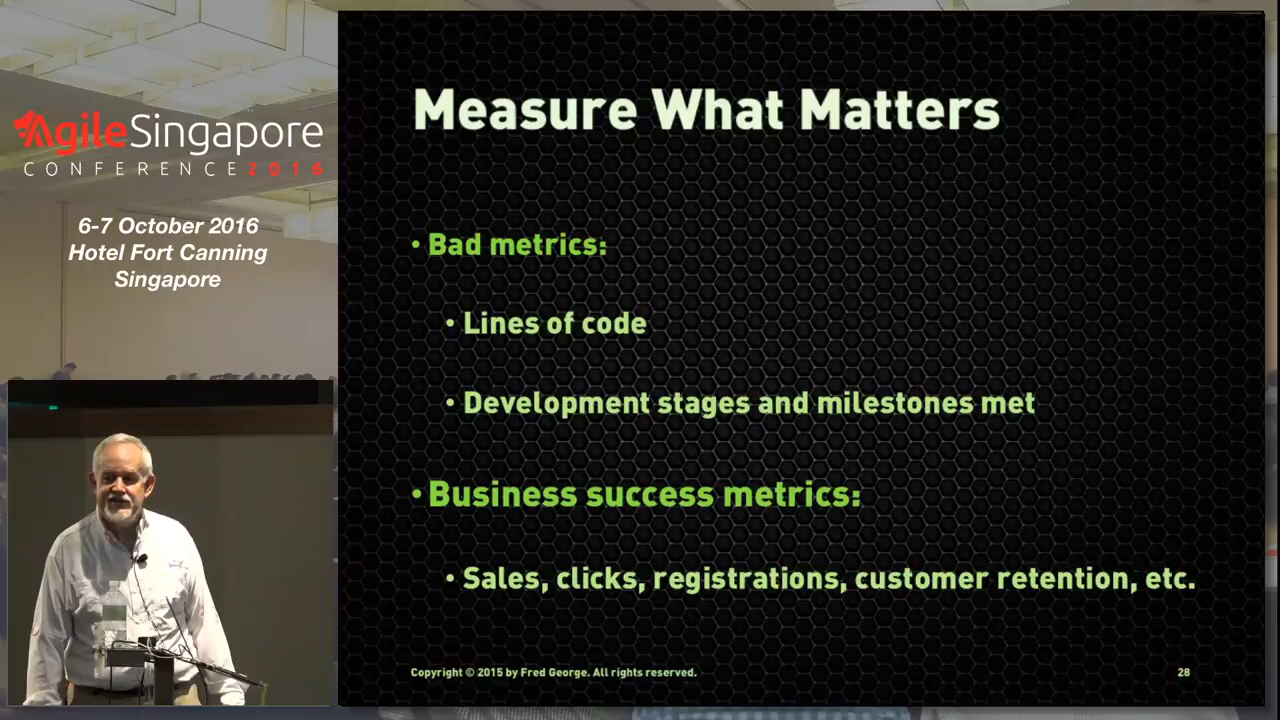 AgileSingapore
CONFERENCE 2016
6-7 October 2016
Hotel Fort Canning
Singapore
Measure What Matters
• Bad metrics:
• Lines of code
• Development stages and milestones met
• Business success metrics:
• Sales, clicks, registrations, customer retention, etc.
Copyright © 2015 by Fred George. All rights reserved.
28